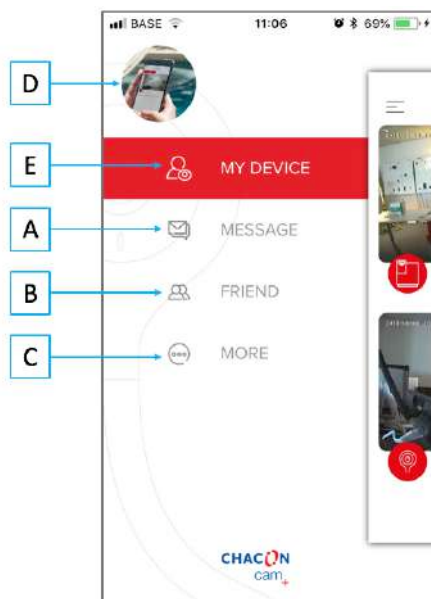 BASE 11:06 69%
D
E MY DEVICE
A MESSAGE
B FRIEND
C MORE
CHACON
cam+